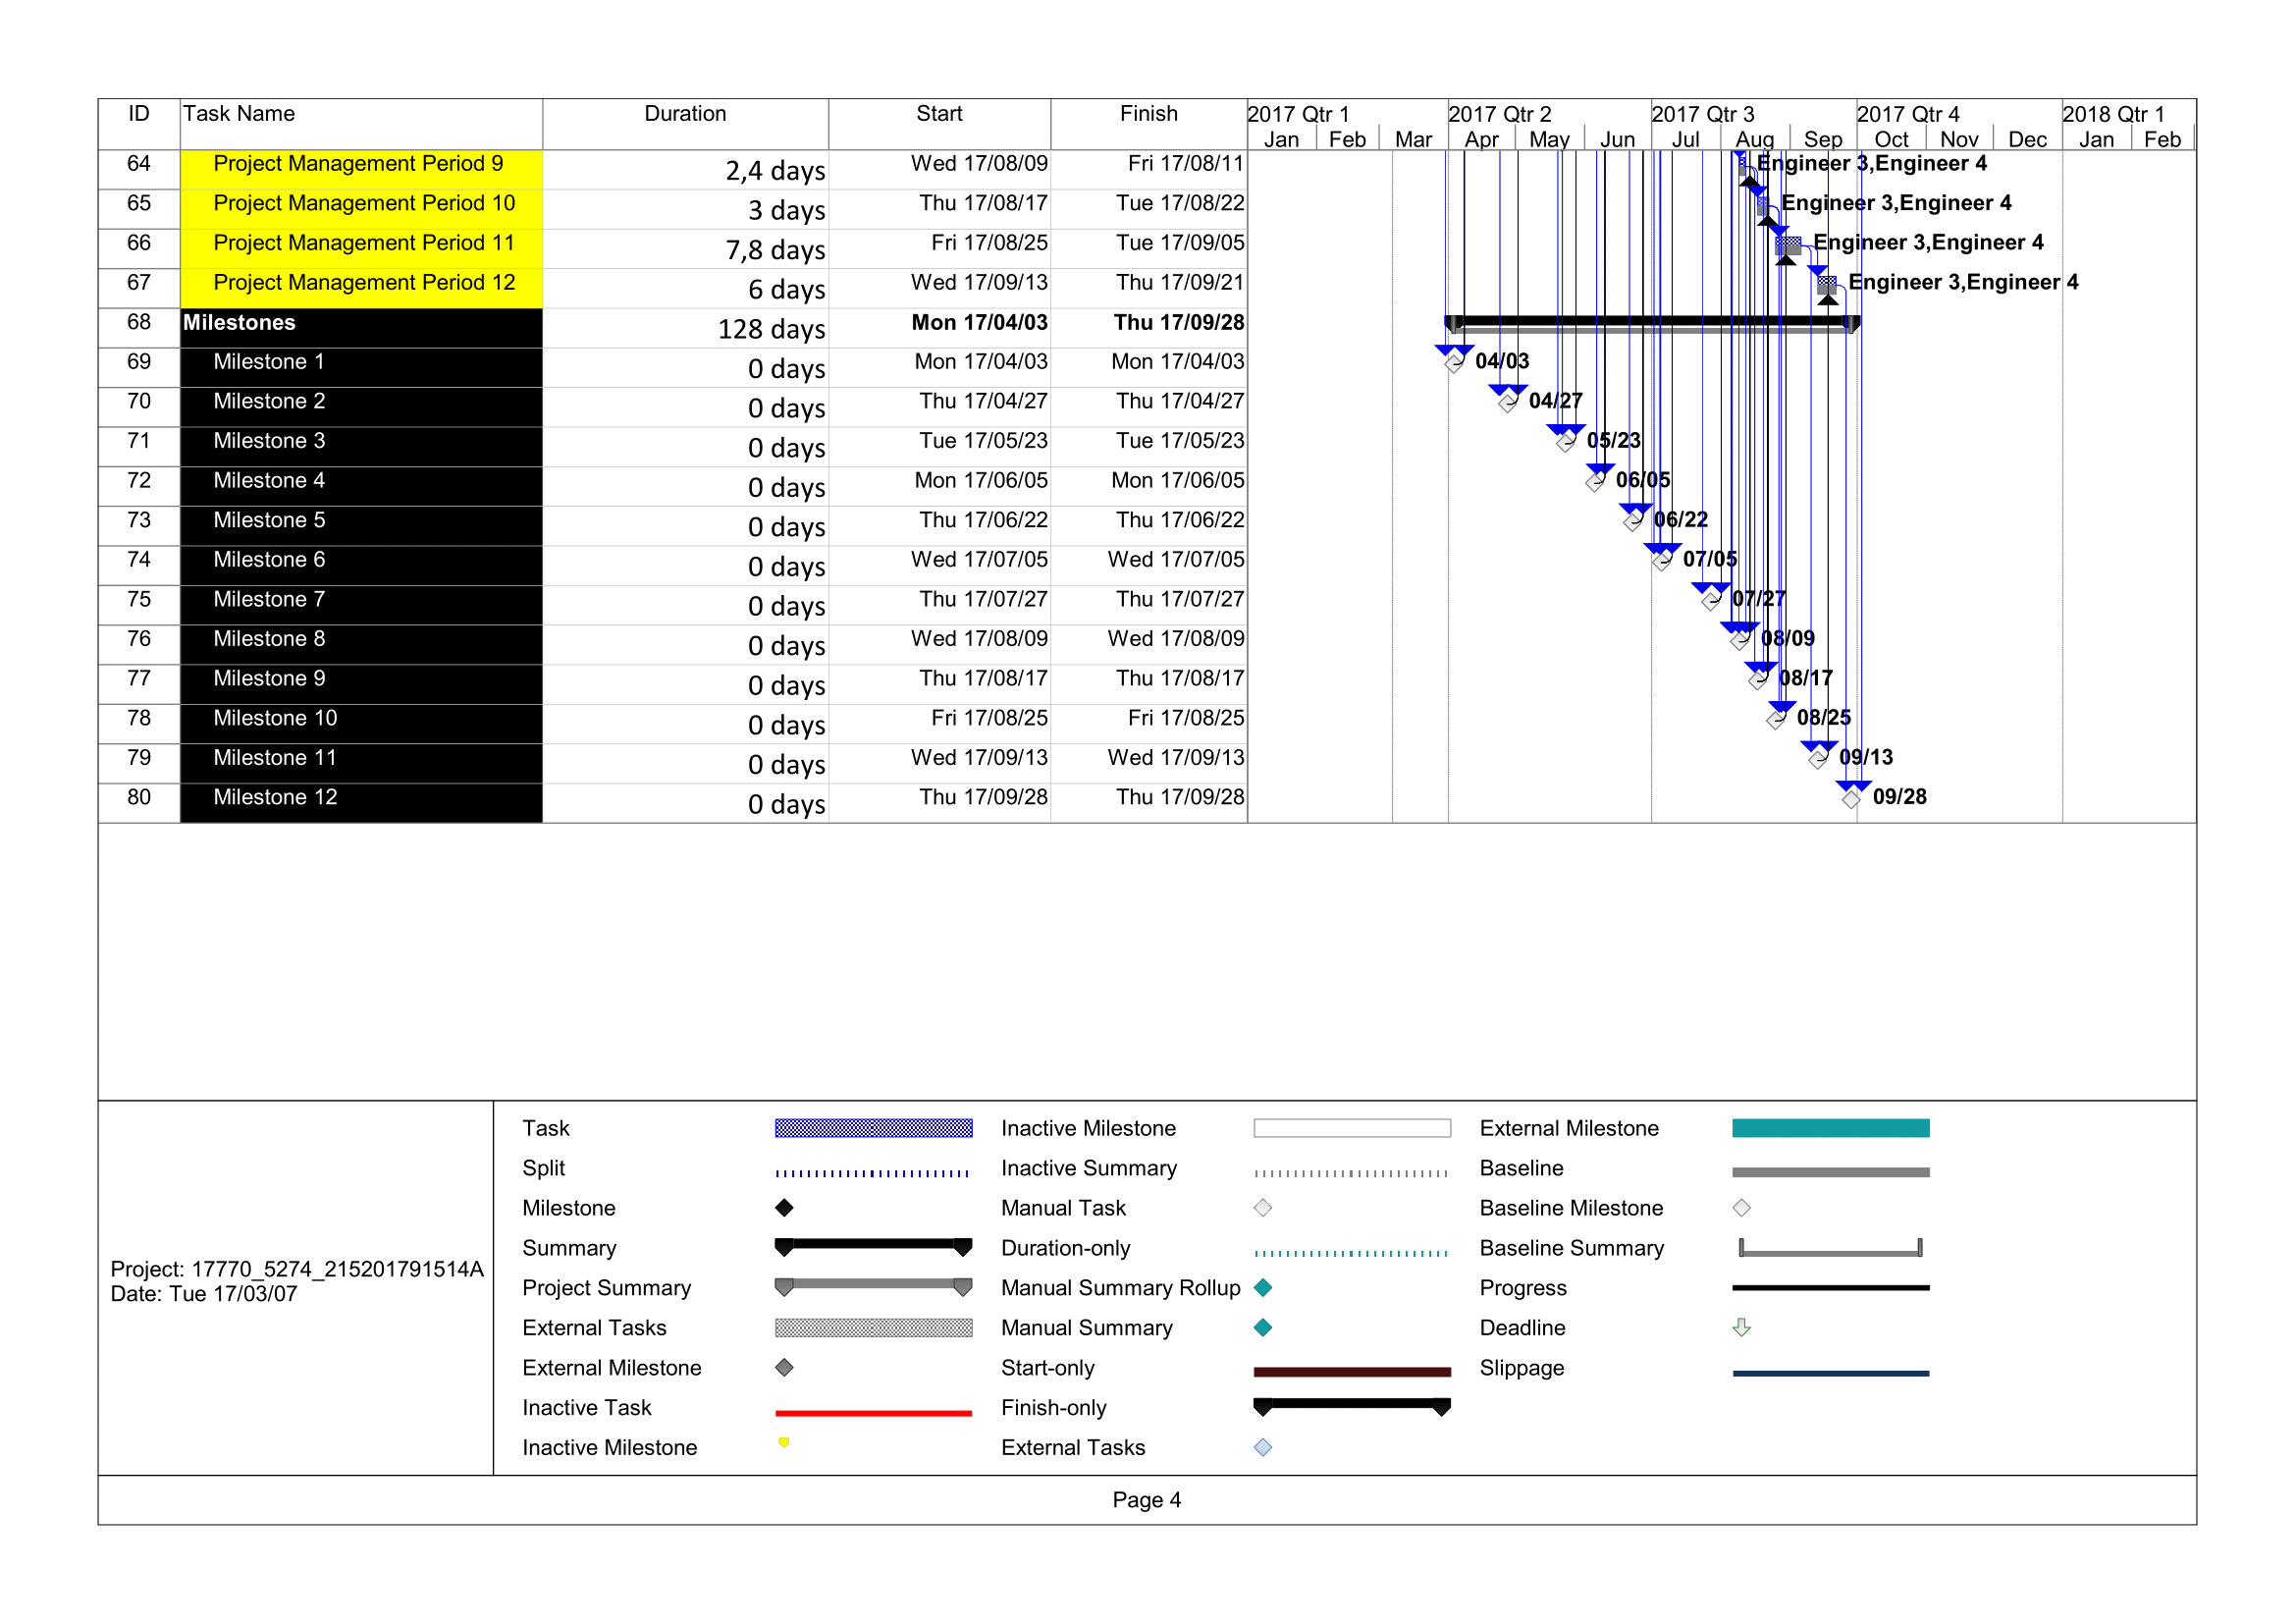 ID Task Name Duration Start Finish 2017 Qtr 1 2017 Qtr 2 2017 Qtr 3 2017 Qtr 4 2018 Qtr 1
Jan Feb Mar Apr May Jun Jul Aug Sep Oct Nov Dec Jan Feb
64 Project Management Period 9 2,4 days Wed 17/08/09 Fri 17/08/11 Engineer 3,Engineer 4
65 Project Management Period 10 3 days Thu 17/08/17 Tue 17/08/22 Engineer 3,Engineer 4
66 Project Management Period 11 7,8 days Fri 17/08/25 Tue 17/09/05 Engineer 3,Engineer 4
67 Project Management Period 12 6 days Wed 17/09/13 Thu 17/09/21 Engineer 3,Engineer 4
68 Milestones 128 days Mon 17/04/03 Thu 17/09/28
69 Milestone 1 0 days Mon 17/04/03 Mon 17/04/03 04/03
70 Milestone 2 0 days Thu 17/04/27 Thu 17/04/27 04/27
71 Milestone 3 0 days Tue 17/05/23 Tue 17/05/23 05/23
72 Milestone 4 0 days Mon 17/06/05 Mon 17/06/05 06/05
73 Milestone 5 0 days Thu 17/06/22 Thu 17/06/22 06/22
74 Milestone 6 0 days Wed 17/07/05 Wed 17/07/05 07/05
75 Milestone 7 0 days Thu 17/07/27 Thu 17/07/27 07/27
76 Milestone 8 0 days Wed 17/08/09 Wed 17/08/09 08/09
77 Milestone 9 0 days Thu 17/08/17 Thu 17/08/17 08/17
78 Milestone 10 0 days Fri 17/08/25 Fri 17/08/25 08/25
79 Milestone 11 0 days Wed 17/09/13 Wed 17/09/13 09/13
80 Milestone 12 0 days Thu 17/09/28 Thu 17/09/28 09/28
Project: 17770_5274_215201791514A
Date: Tue 17/03/07
Task
Split
Milestone
Summary
Project Summary
External Tasks
External Milestone
Inactive Task
Inactive Milestone
Inactive Milestone
Inactive Summary
Manual Task
Duration-only
Manual Summary Rollup
Manual Summary
Start-only
Finish-only
External Tasks
External Milestone
Baseline
Baseline Milestone
Baseline Summary
Progress
Deadline
Slippage
Page 4